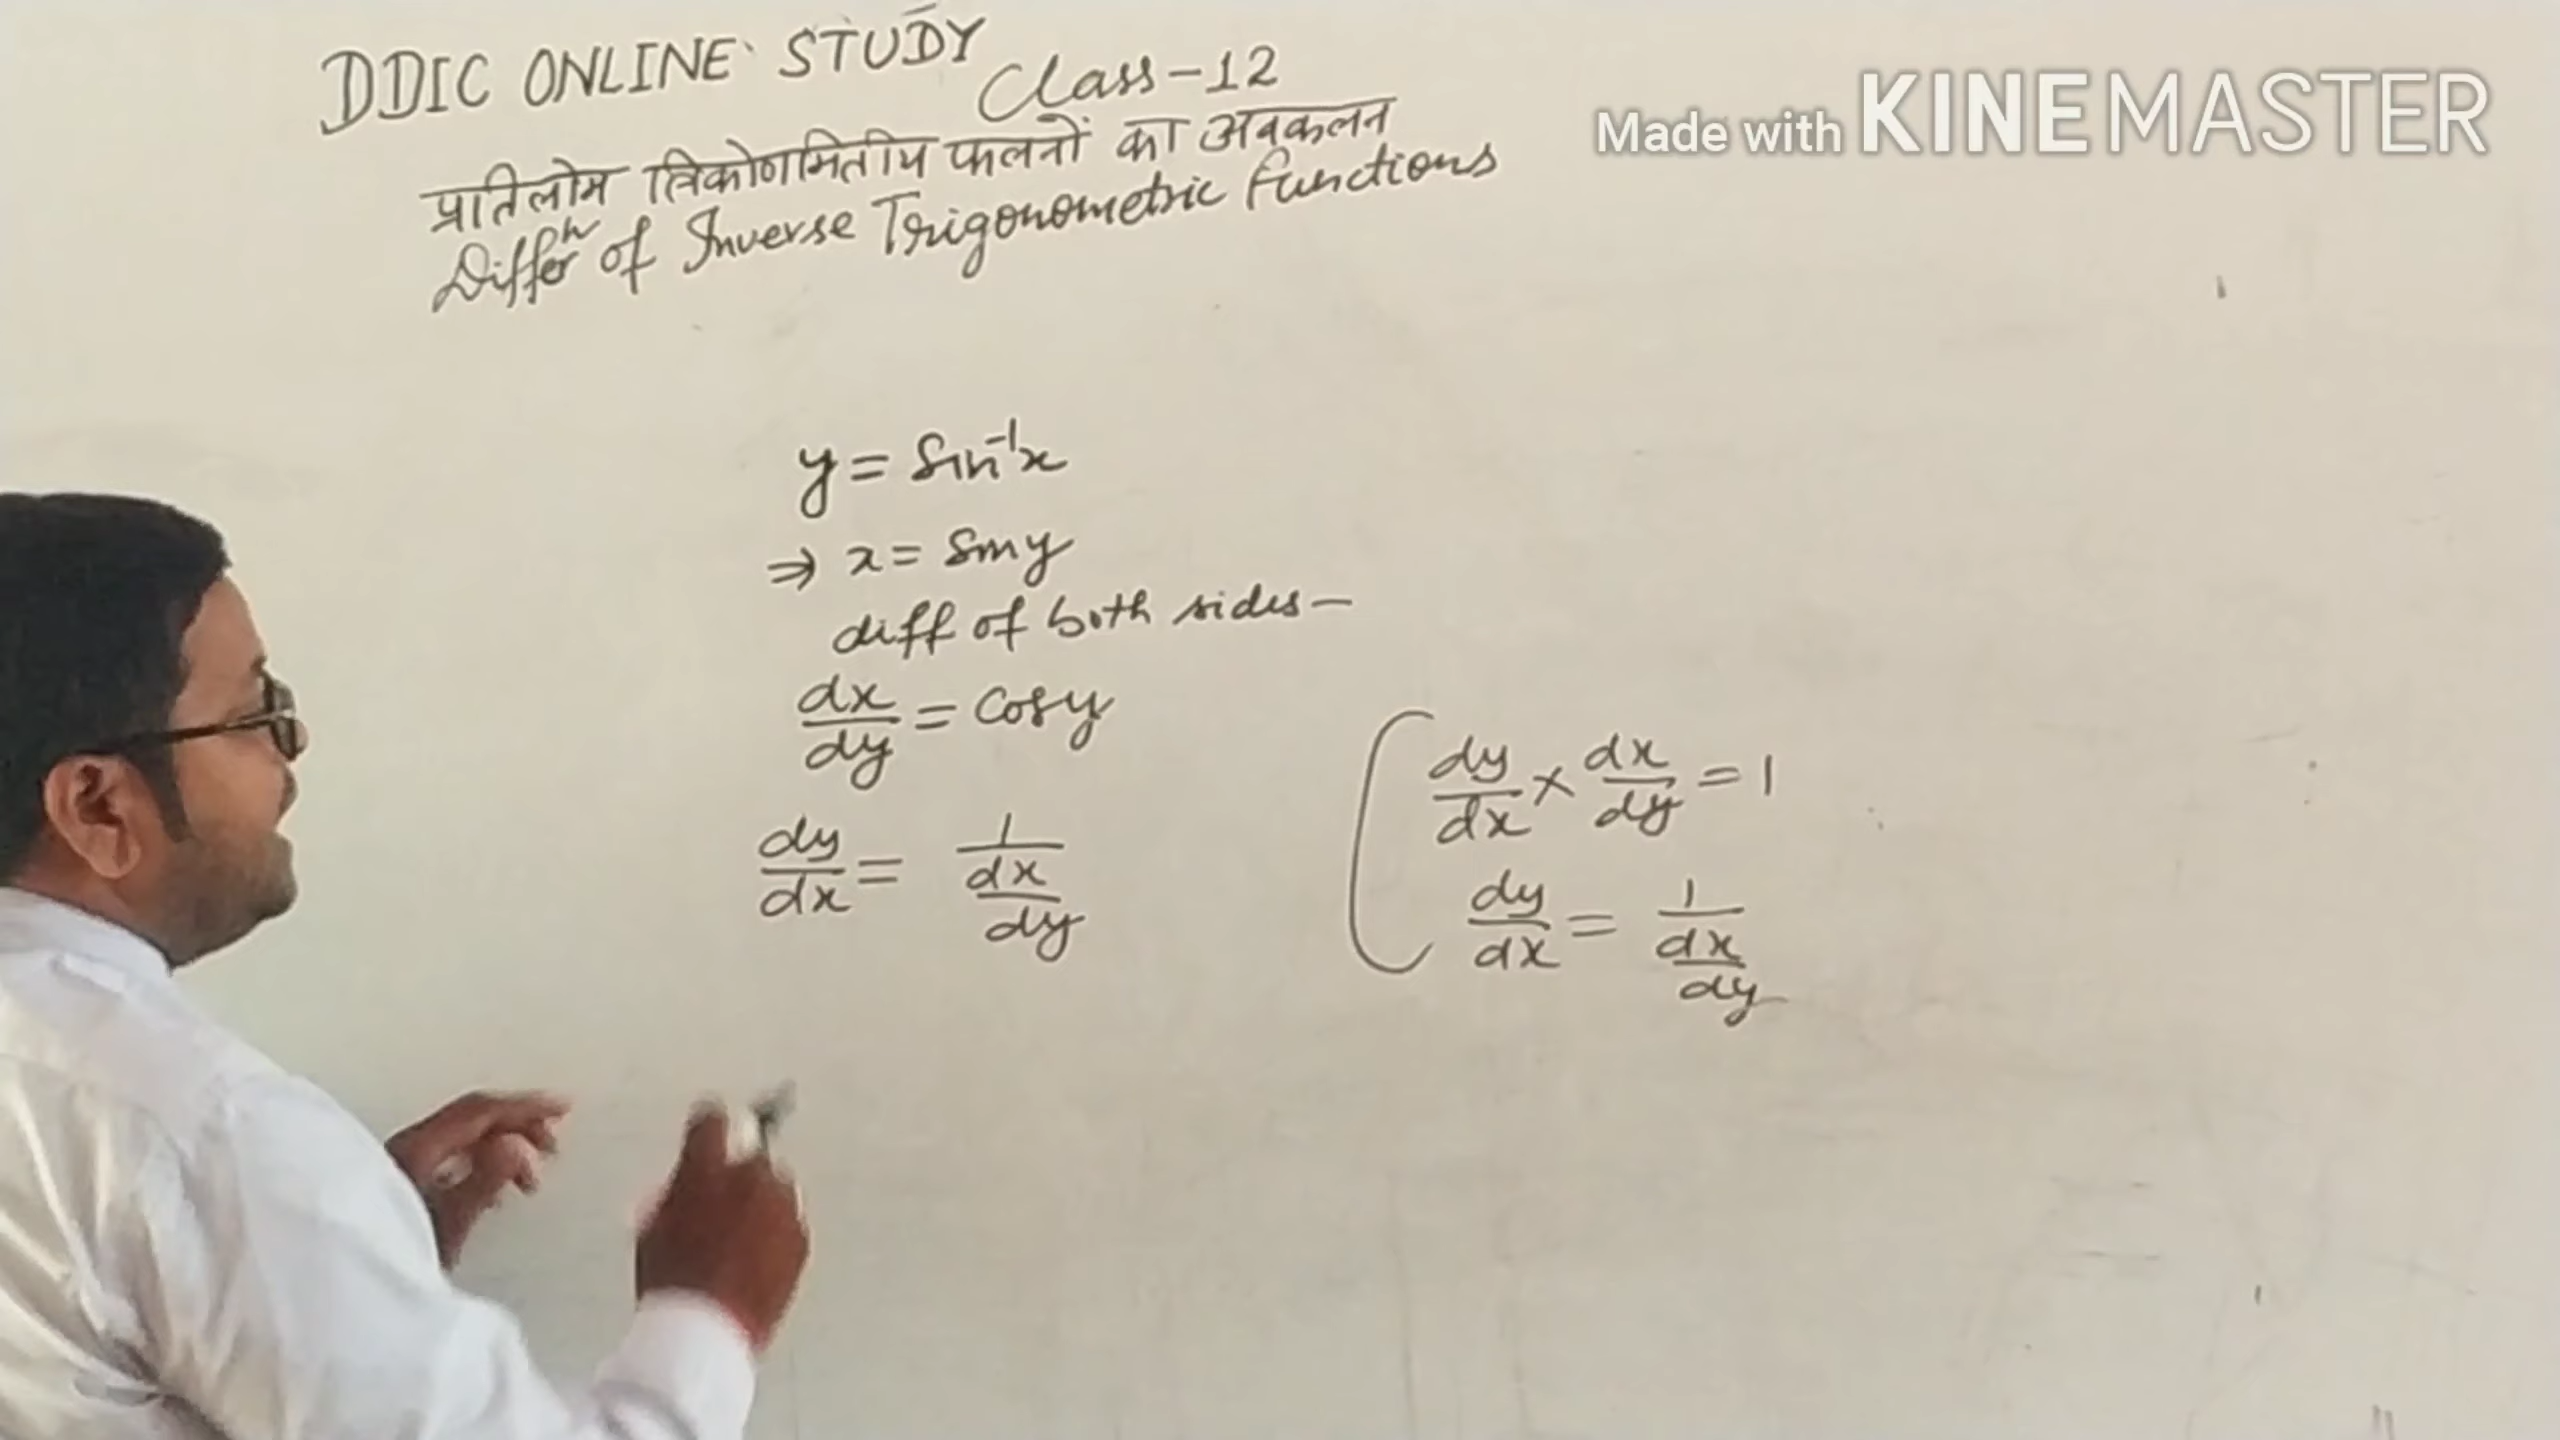 DDIC ONLINE STUDY
Class-12
Made with KINEMASTER
प्रतिलोम त्रिकोणमितीय फलनों का अवकलन
Differⁿ of Inverse Trigonometric Functions
y = Sin⁻¹x
⇒ x = Siny
diff of both sides –
dx/dy = Cosy
dy/dx = 1/(dx/dy)
dy/dx × dx/dy = 1
dy/dx = 1/(dx/dy)